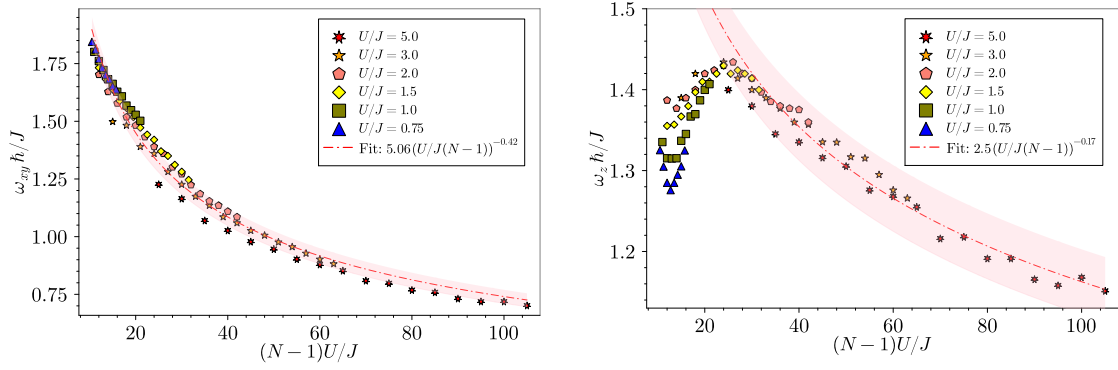 1.75
1.50
1.25
1.00
0.75
ω_xy ħ/J
20 40 60 80 100
(N − 1)U/J
U/J = 5.0
U/J = 3.0
U/J = 2.0
U/J = 1.5
U/J = 1.0
U/J = 0.75
Fit: 5.06(U/J(N − 1))^−0.42
1.5
1.4
1.3
1.2
ω_z ħ/J
20 40 60 80 100
(N − 1)U/J
U/J = 5.0
U/J = 3.0
U/J = 2.0
U/J = 1.5
U/J = 1.0
U/J = 0.75
Fit: 2.5(U/J(N − 1))^−0.17